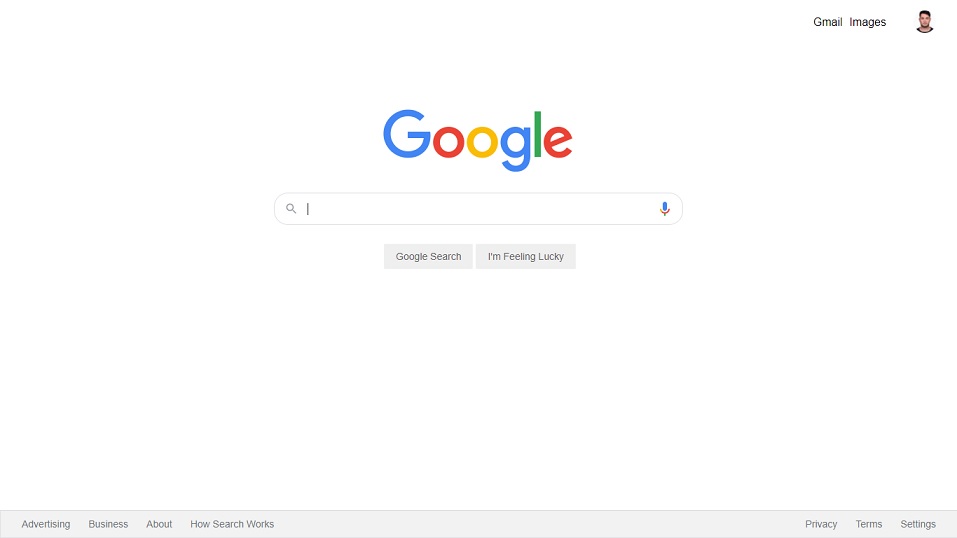 Gmail Images
Google
Google Search I'm Feeling Lucky
Advertising Business About How Search Works Privacy Terms Settings